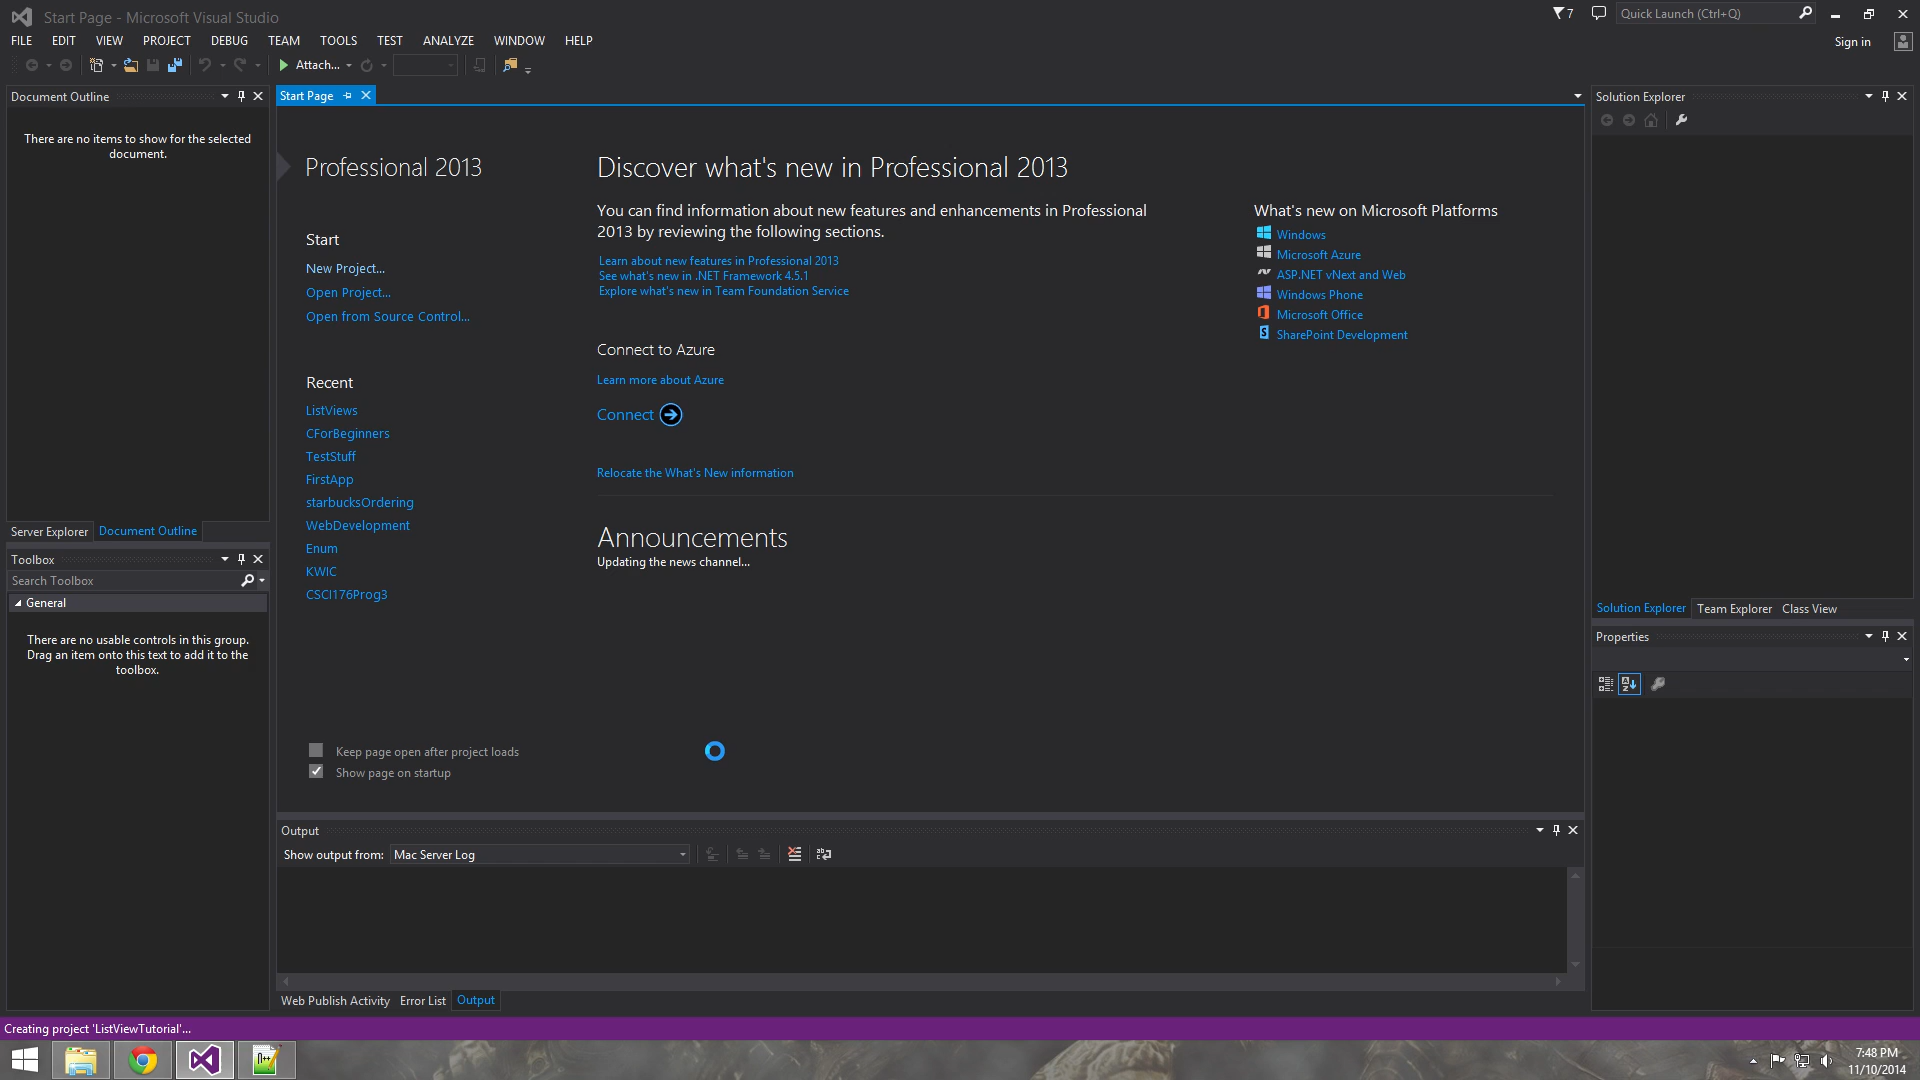 Start Page - Microsoft Visual Studio
7
Quick Launch (Ctrl+Q)
FILE EDIT VIEW PROJECT DEBUG TEAM TOOLS TEST ANALYZE WINDOW HELP
Sign in
Attach...
Document Outline
There are no items to show for the selected
document.
Server Explorer Document Outline
Toolbox
Search Toolbox
General
There are no usable controls in this group.
Drag an item onto this text to add it to the
toolbox.
Start Page
Professional 2013
Start
New Project...
Open Project...
Open from Source Control...
Recent
ListViews
CForBeginners
TestStuff
FirstApp
starbucksOrdering
WebDevelopment
Enum
KWIC
CSCI176Prog3
Keep page open after project loads
Show page on startup
Discover what's new in Professional 2013
You can find information about new features and enhancements in Professional
2013 by reviewing the following sections.
Learn about new features in Professional 2013
See what's new in .NET Framework 4.5.1
Explore what's new in Team Foundation Service
Connect to Azure
Learn more about Azure
Connect
Relocate the What's New information
Announcements
Updating the news channel...
What's new on Microsoft Platforms
Windows
Microsoft Azure
ASP.NET vNext and Web
Windows Phone
Microsoft Office
SharePoint Development
Output
Show output from: Mac Server Log
Web Publish Activity Error List Output
Solution Explorer
Solution Explorer Team Explorer Class View
Properties
Creating project 'ListViewTutorial'...
7:48 PM
11/10/2014